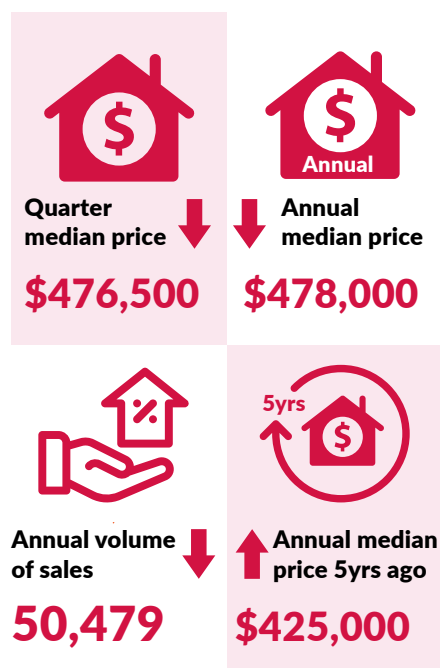 $
$
Annual
Quarter
median price
$476,500
Annual
median price
$478,000
%
Annual volume
of sales
50,479
5yrs
$
Annual median
price 5yrs ago
$425,000